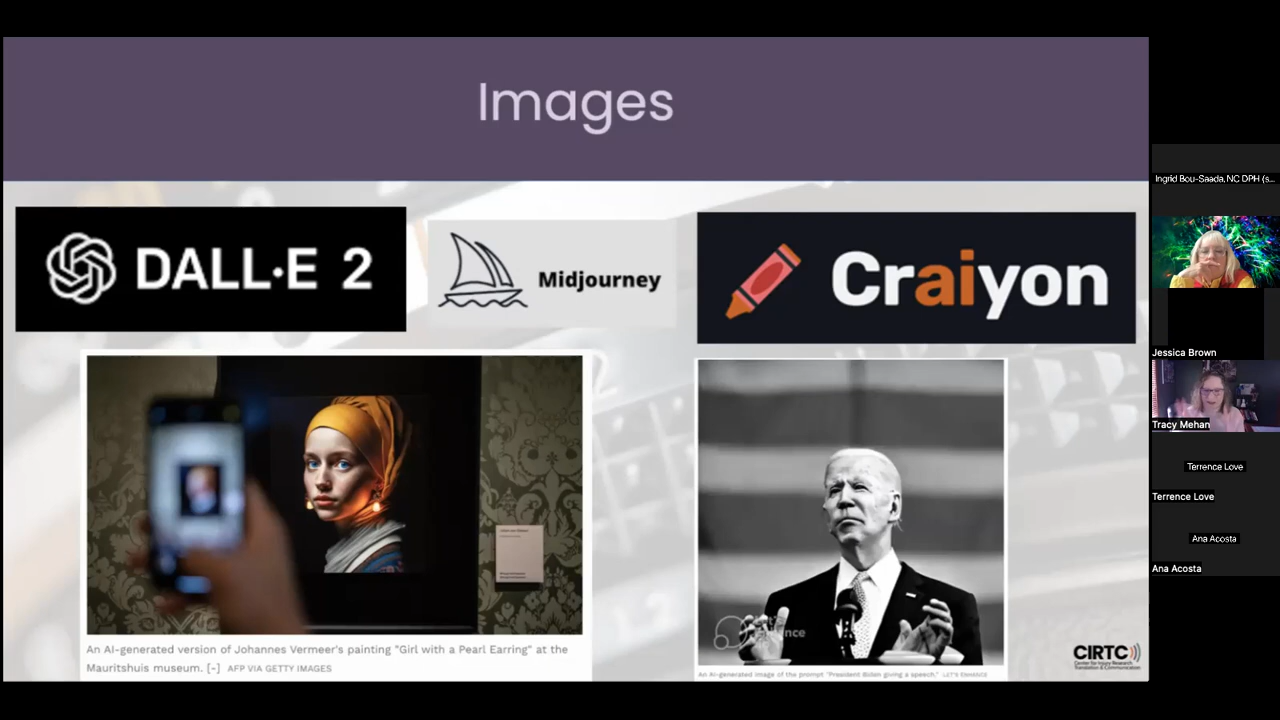 Images
DALL·E 2
Midjourney
Craiyon
An AI-generated version of Johannes Vermeer's painting "Girl with a Pearl Earring" at the
Mauritshuis museum. [-] AFP VIA GETTY IMAGES
An AI-generated image of the prompt "President Biden giving a speech." LET'S ENHANCE
CIRTC
Center for Injury Research
Translation & Communication
Ingrid Bou-Saada, NC DPH (s...
Jessica Brown
Tracy Mehan
Terrence Love
Terrence Love
Ana Acosta
Ana Acosta